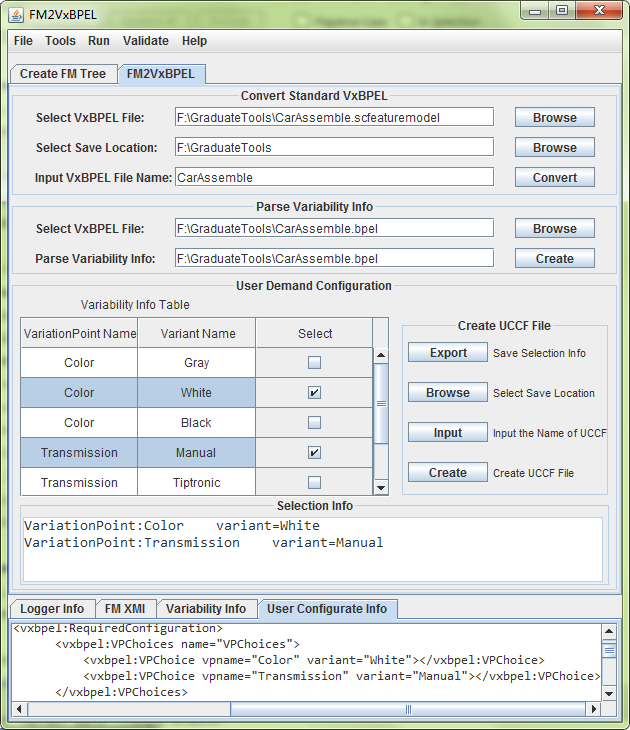 FM2VxBPEL
File Tools Run Validate Help
Create FM Tree FM2VxBPEL
Convert Standard VxBPEL
Select VxBPEL File: F:\GraduateTools\CarAssemble.scfeaturemodel Browse
Select Save Location: F:\GraduateTools Browse
Input VxBPEL File Name: CarAssemble Convert
Parse Variability Info
Select VxBPEL File: F:\GraduateTools\CarAssemble.bpel Browse
Parse Variability Info: F:\GraduateTools\CarAssemble.bpel Create
User Demand Configuration
Variability Info Table
VariationPoint Name Variant Name Select
Color Gray
Color White
Color Black
Transmission Manual
Transmission Tiptronic
Create UCCF File
Export Save Selection Info
Browse Select Save Location
Input Input the Name of UCCF
Create Create UCCF File
Selection Info
VariationPoint:Color variant=White
VariationPoint:Transmission variant=Manual
Logger Info FM XMI Variability Info User Configurate Info
<vxbpel:RequiredConfiguration>
<vxbpel:VPChoices name="VPChoices">
<vxbpel:VPChoice vpname="Color" variant="White"></vxbpel:VPChoice>
<vxbpel:VPChoice vpname="Transmission" variant="Manual"></vxbpel:VPChoice>
</vxbpel:VPChoices>